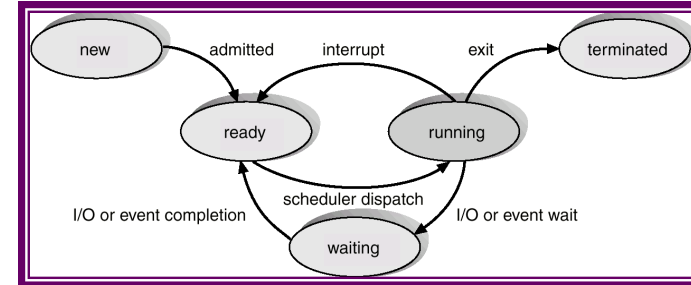 new
admitted
interrupt
exit
terminated
ready
running
scheduler dispatch
I/O or event completion
I/O or event wait
waiting